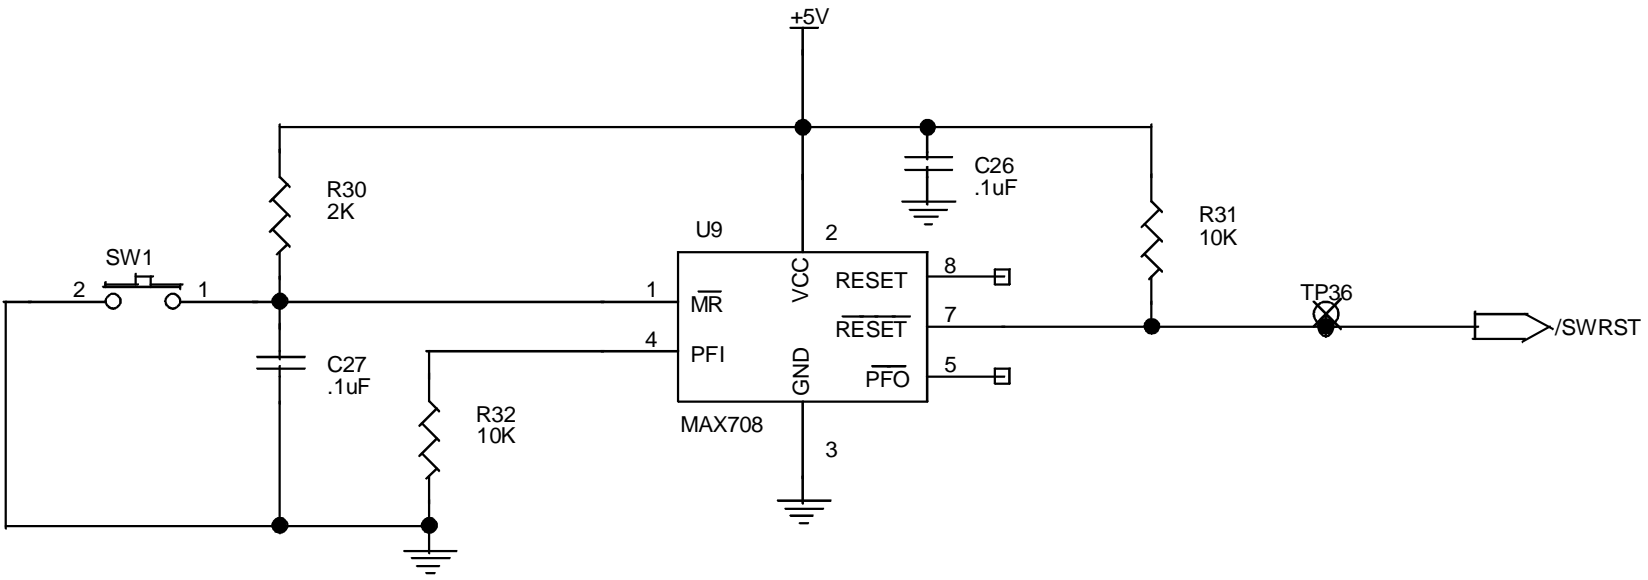 +5V
C26
.1uF
R30
2K
R31
10K
U9
2
SW1
2
1
1
MR
VCC
RESET
8
TP36
RESET
7
/SWRST
4
PFI
GND
PFO
5
C27
.1uF
R32
10K
MAX708
3